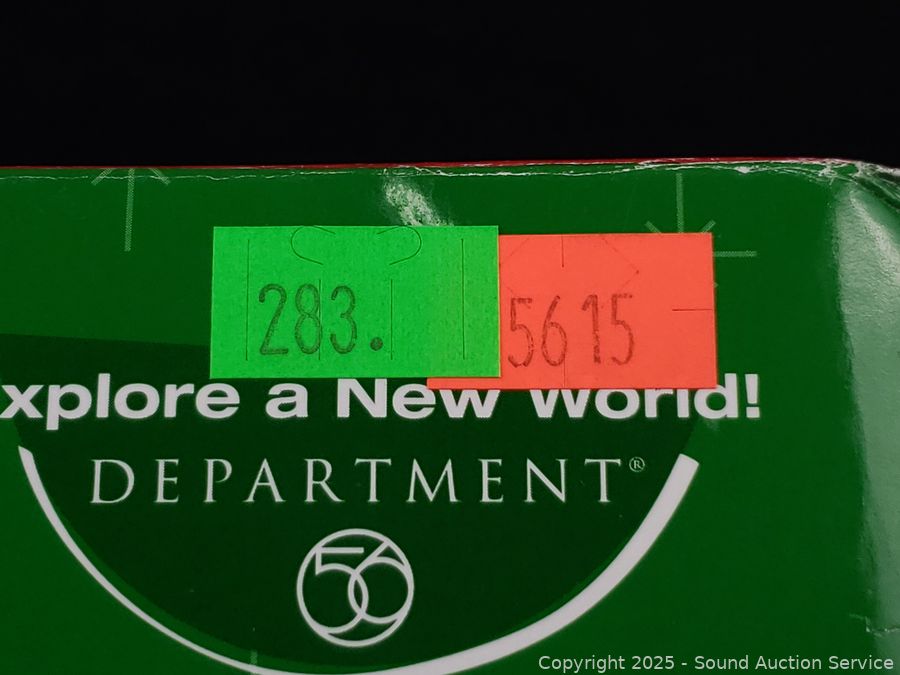 283. 5615
xplore a New World!
DEPARTMENT®
56
Copyright 2025 - Sound Auction Service